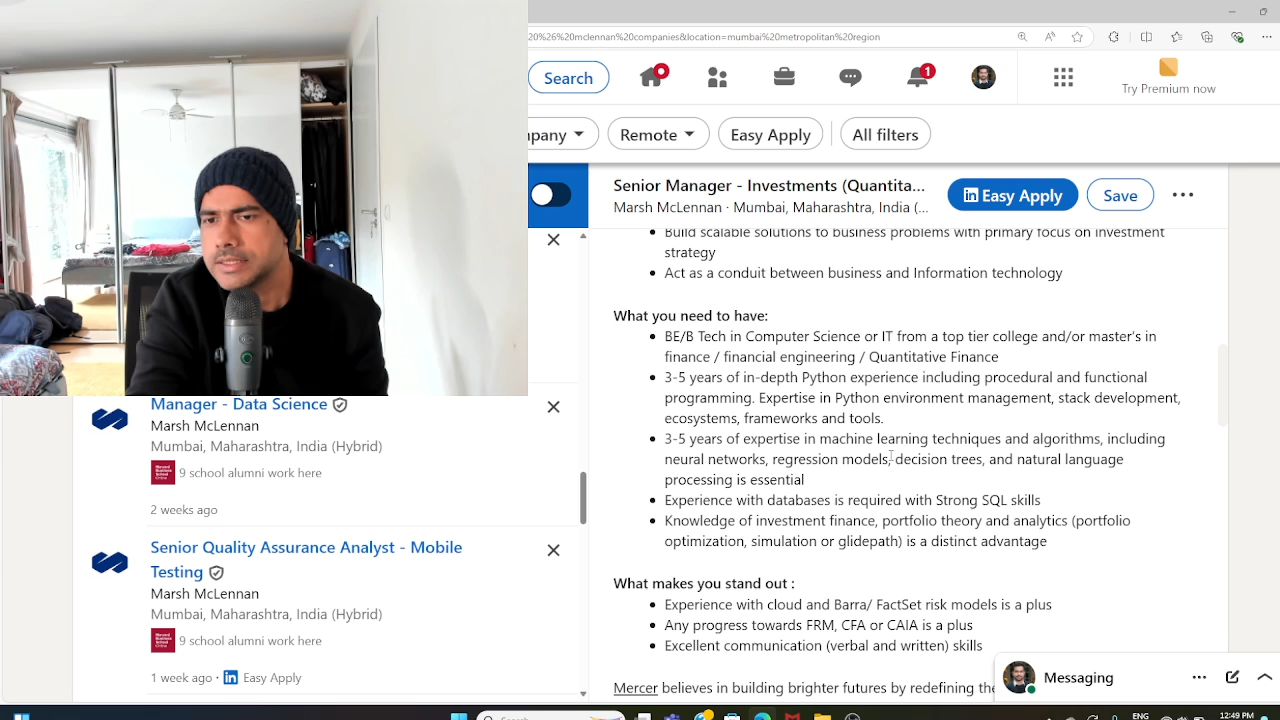 20%26%20mclennan%20companies&location=mumbai%20metropolitan%20region
Search
1
Try Premium now
pany
Remote
Easy Apply
All filters
Senior Manager - Investments (Quantita...
Marsh McLennan · Mumbai, Maharashtra, India (...
in Easy Apply
Save
Build scalable solutions to business problems with primary focus on investment
strategy
Act as a conduit between business and Information technology
What you need to have:
BE/B Tech in Computer Science or IT from a top tier college and/or master's in
finance / financial engineering / Quantitative Finance
3-5 years of in-depth Python experience including procedural and functional
programming. Expertise in Python environment management, stack development,
ecosystems, frameworks and tools.
3-5 years of expertise in machine learning techniques and algorithms, including
neural networks, regression models, decision trees, and natural language
processing is essential
Experience with databases is required with Strong SQL skills
Knowledge of investment finance, portfolio theory and analytics (portfolio
optimization, simulation or glidepath) is a distinct advantage
What makes you stand out :
Experience with cloud and Barra/ FactSet risk models is a plus
Any progress towards FRM, CFA or CAIA is a plus
Excellent communication (verbal and written) skills
Mercer believes in building brighter futures by redefining the
Messaging
Manager - Data Science
Marsh McLennan
Mumbai, Maharashtra, India (Hybrid)
9 school alumni work here
2 weeks ago
Senior Quality Assurance Analyst - Mobile
Testing
Marsh McLennan
Mumbai, Maharashtra, India (Hybrid)
9 school alumni work here
1 week ago · in Easy Apply
ENG
12:49 PM